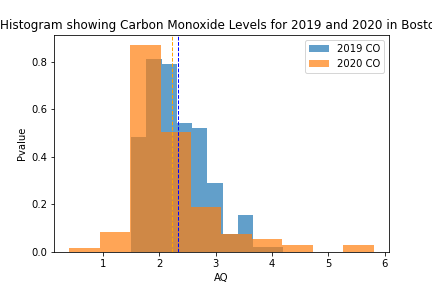 Histogram showing Carbon Monoxide Levels for 2019 and 2020 in Bosto
2019 CO
2020 CO
0.8
0.6
0.4
0.2
0.0
Pvalue
1 2 3 4 5 6
AQ